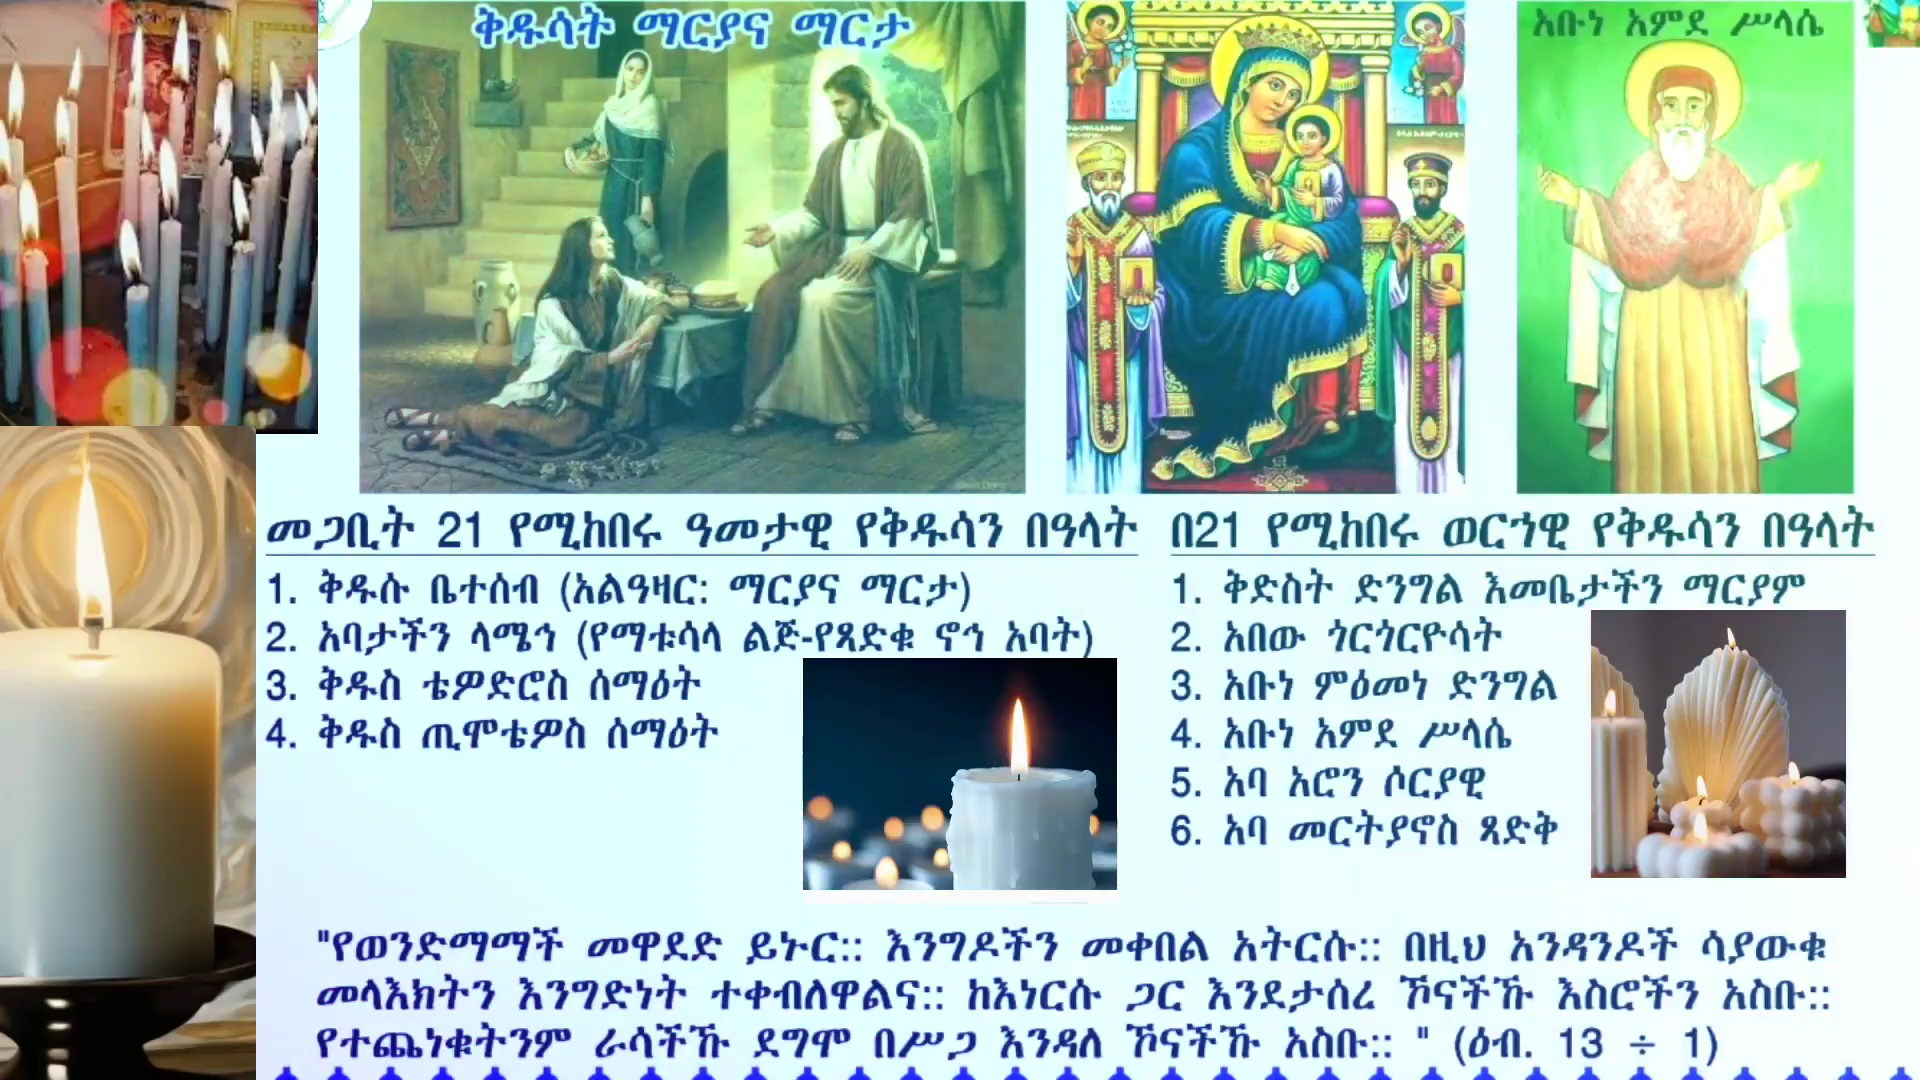 ቅዱሳት ማርያና ማርታ
አቡነ አምደ ሥላሴ
መጋቢት 21 የሚከበሩ ዓመታዊ የቅዱሳን በዓላት
1. ቅዱሱ ቤተሰብ (አልዓዛር: ማርያና ማርታ)
2. አባታችን ላሜኅ (የማቱሳላ ልጅ-የጻድቁ ኖኅ አባት)
3. ቅዱስ ቴዎድሮስ ሰማዕት
4. ቅዱስ ጢሞቴዎስ ሰማዕት
በ21 የሚከበሩ ወርኀዊ የቅዱሳን በዓላት
1. ቅድስት ድንግል እመቤታችን ማርያም
2. አበው ጎርጎርዮሳት
3. አቡነ ምዕመነ ድንግል
4. አቡነ አምደ ሥላሴ
5. አባ አሮን ሶርያዊ
6. አባ መርትያኖስ ጻድቅ
"የወንድማማች መዋደድ ይኑር:: እንግዶችን መቀበል አትርሱ:: በዚህ አንዳንዶች ሳያውቁ
መላእክትን እንግድነት ተቀብለዋልና:: ከእነርሱ ጋር እንደታሰረ ኾናችኹ እስሮችን አስቡ::
የተጨነቁትንም ራሳችኹ ደግሞ በሥጋ እንዳለ ኾናችኹ አስቡ:: " (ዕብ. 13 ÷ 1)